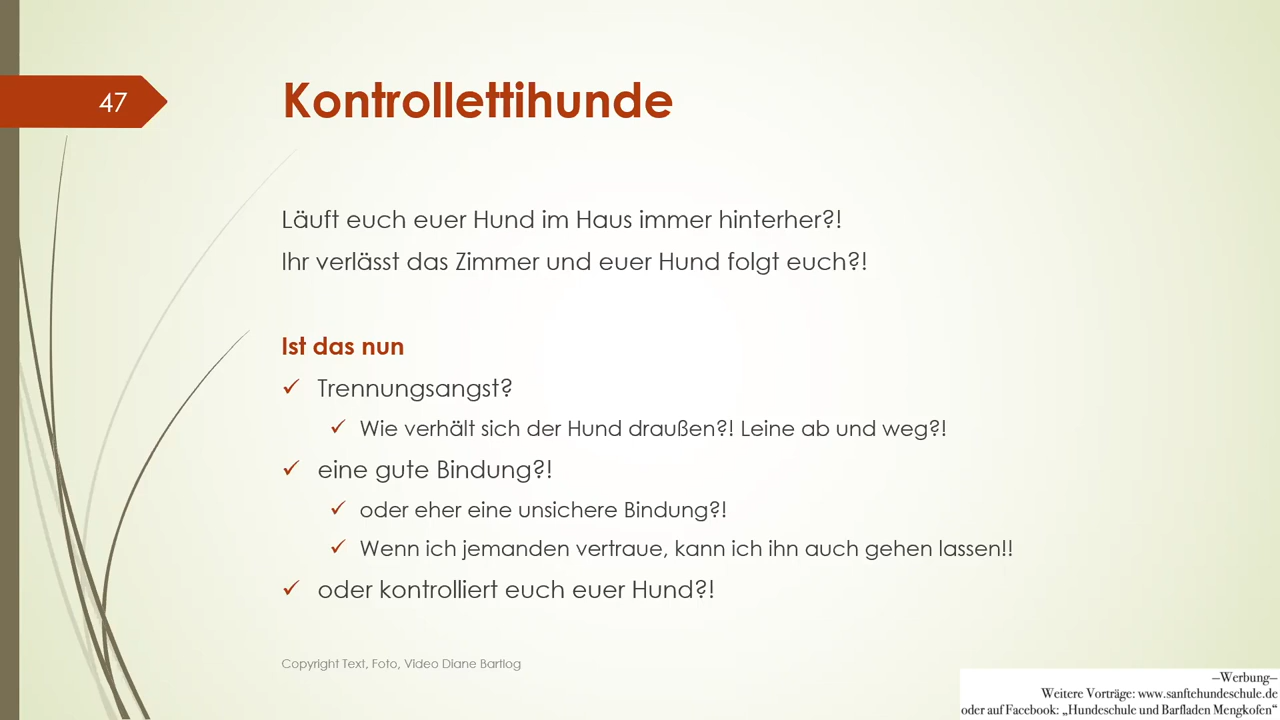 47
Kontrollettihunde
Läuft euch euer Hund im Haus immer hinterher?!
Ihr verlässt das Zimmer und euer Hund folgt euch?!
Ist das nun
✓ Trennungsangst?
✓ Wie verhält sich der Hund draußen?! Leine ab und weg?!
✓ eine gute Bindung?!
✓ oder eher eine unsichere Bindung?!
✓ Wenn ich jemanden vertraue, kann ich ihn auch gehen lassen!!
✓ oder kontrolliert euch euer Hund?!
Copyright Text, Foto, Video Diane Bartlog
—Werbung—
Weitere Vorträge: www.sanftehundeschule.de
oder auf Facebook: „Hundeschule und Barfladen Mengkofen“